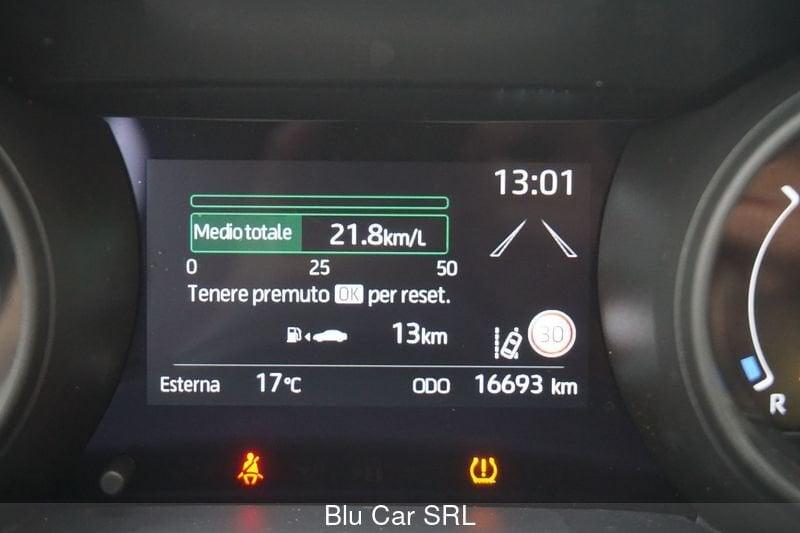 13:01
Medio totale 21.8km/L
0 25 50
Tenere premuto OK per reset.
13km
30
Esterna 17°C ODO 16693 km
R
Blu Car SRL